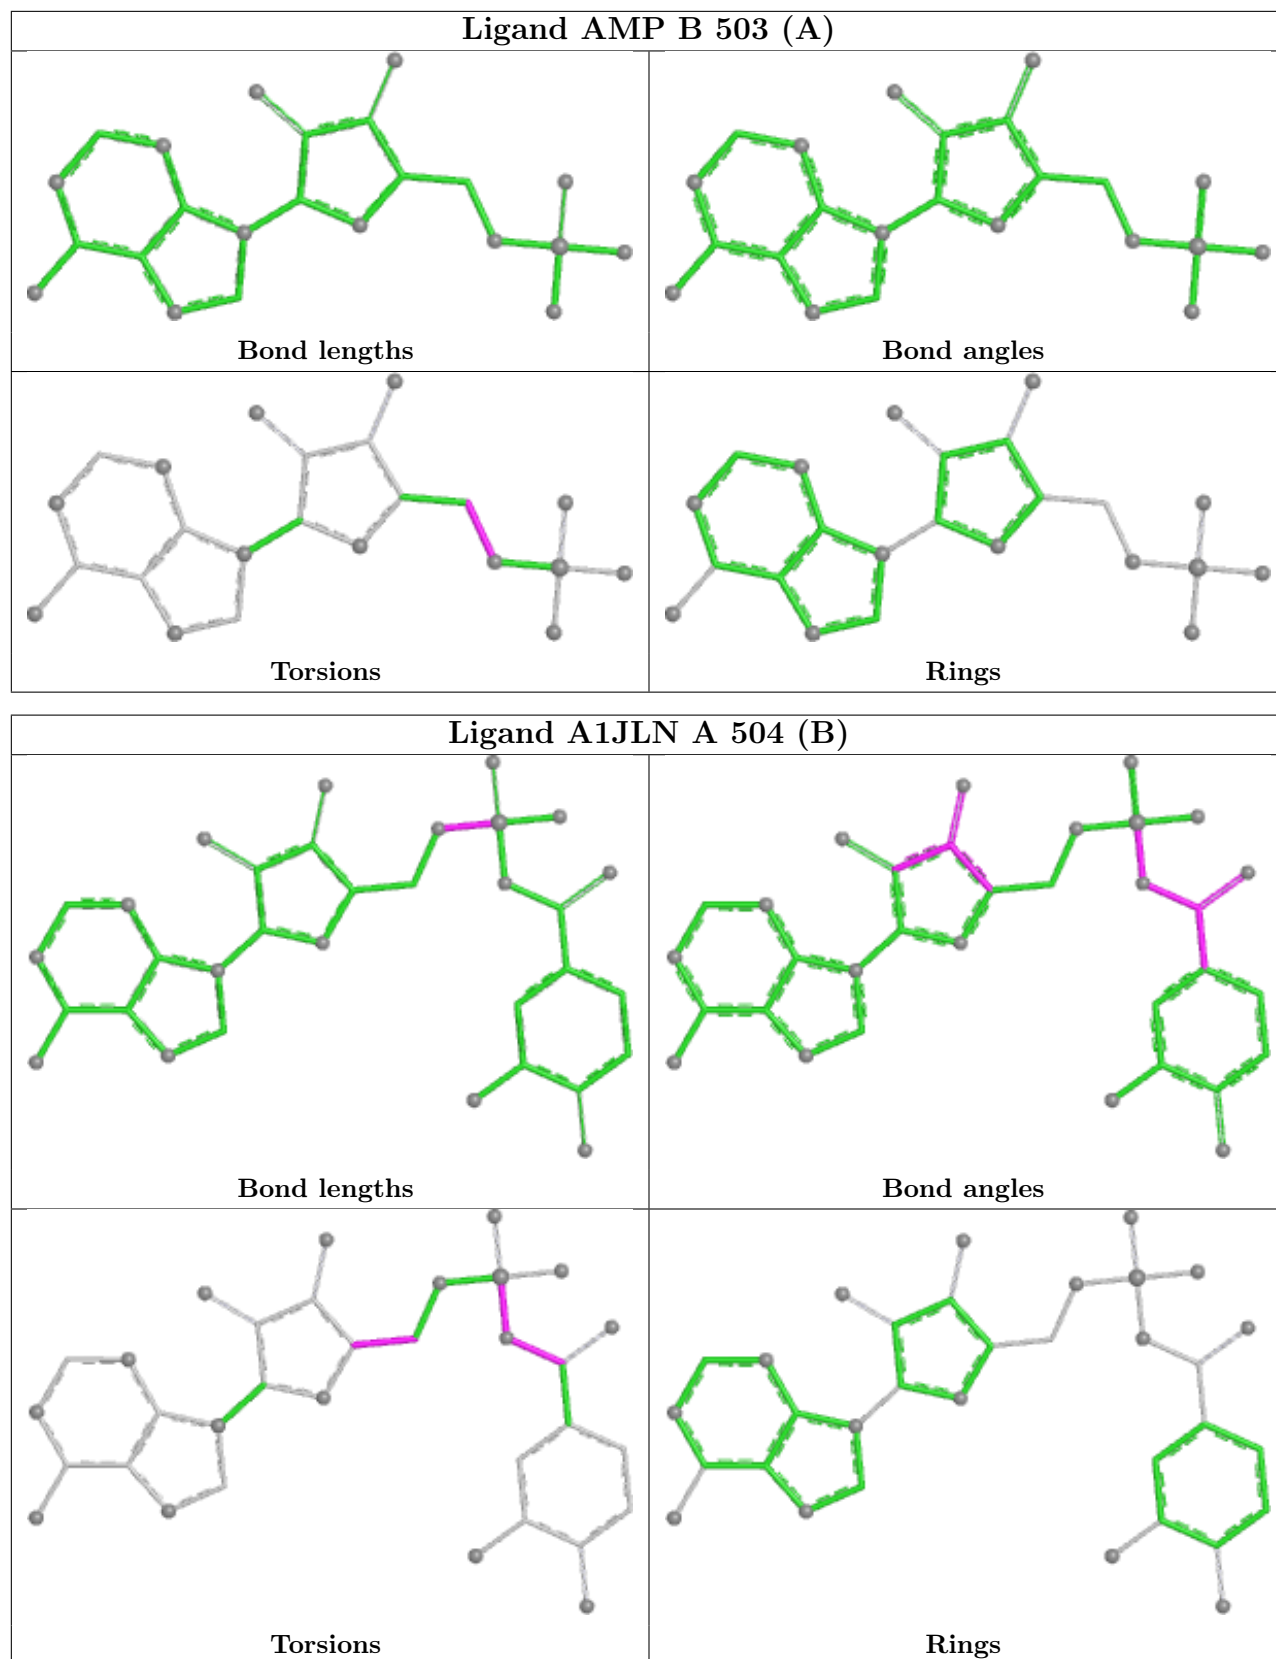 Ligand AMP B 503 (A)
Bond lengths
Bond angles
Torsions
Rings
Ligand A1JLN A 504 (B)
Bond lengths
Bond angles
Torsions
Rings